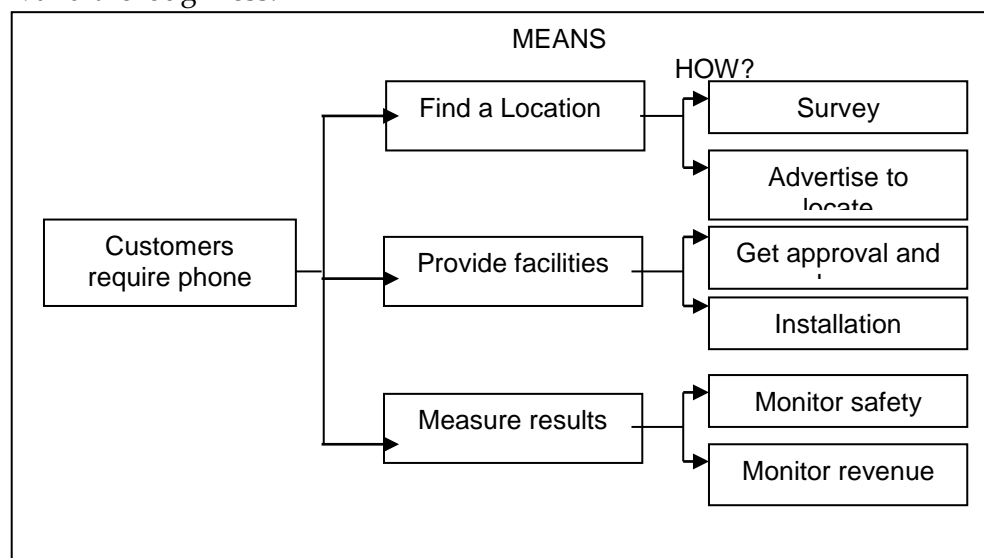 MEANS
HOW?
Find a Location
Survey
Advertise to
locate
Customers
require phone
Provide facilities
Get approval and
Installation
Measure results
Monitor safety
Monitor revenue